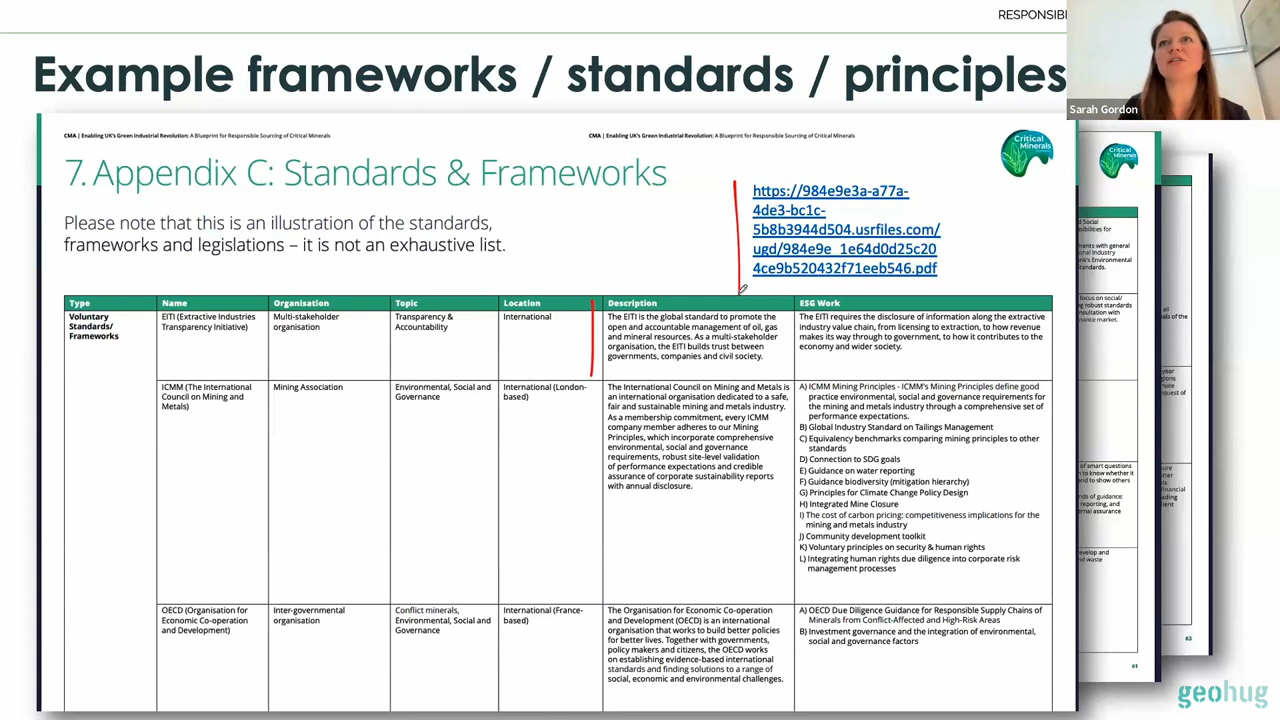 RESPONSIBL
Example frameworks / standards / principles
Sarah Gordon
CMA | Enabling UK's Green Industrial Revolution: A Blueprint for Responsible Sourcing of Critical Minerals
CMA | Enabling UK's Green Industrial Revolution: A Blueprint for Responsible Sourcing of Critical Minerals
Critical
Minerals
Critical
Minerals
7. Appendix C: Standards & Frameworks
Please note that this is an illustration of the standards,
frameworks and legislations – it is not an exhaustive list.
https://984e9e3a-a77a-
4de3-bc1c-
5b8b3944d504.usrfiles.com/
ugd/984e9e_1e64d0d25c20
4ce9b520432f71eeb546.pdf
Type
Name
Organisation
Topic
Location
Description
ESG Work
Voluntary
Standards/
Frameworks
EITI (Extractive Industries
Transparency Initiative)
Multi-stakeholder
organisation
Transparency &
Accountability
International
The EITI is the global standard to promote the
open and accountable management of oil, gas
and mineral resources. As a multi-stakeholder
organisation, the EITI builds trust between
governments, companies and civil society.
The EITI requires the disclosure of information along the extractive
industry value chain, from licensing to extraction, to how revenue
makes its way through to government, to how it contributes to the
economy and wider society.
ICMM (The International
Council on Mining and
Metals)
Mining Association
Environmental, Social and
Governance
International (London-
based)
The International Council on Mining and Metals is
an international organisation dedicated to a safe,
fair and sustainable mining and metals industry.
As a membership commitment, every ICMM
company member adheres to our Mining
Principles, which incorporate comprehensive
environmental, social and governance
requirements, robust site-level validation
of performance expectations and credible
assurance of corporate sustainability reports
with annual disclosure.
A) ICMM Mining Principles - ICMM's Mining Principles define good
practice environmental, social and governance requirements for
the mining and metals industry through a comprehensive set of
performance expectations.
B) Global Industry Standard on Tailings Management
C) Equivalency benchmarks comparing mining principles to other
standards
D) Connection to SDG goals
E) Guidance on water reporting
F) Guidance biodiversity (mitigation hierarchy)
G) Principles for Climate Change Policy Design
H) Integrated Mine Closure
I) The cost of carbon pricing: competitiveness implications for the
mining and metals industry
J) Community development toolkit
K) Voluntary principles on security & human rights
L) Integrating human rights due diligence into corporate risk
management processes
OECD (Organisation for
Economic Co-operation
and Development)
Inter-governmental
organisation
Conflict minerals,
Environmental, Social and
Governance
International (France-
based)
The Organisation for Economic Co-operation
and Development (OECD) is an international
organisation that works to build better policies
for better lives. Together with governments,
policy makers and citizens, the OECD works
on establishing evidence-based international
standards and finding solutions to a range of
social, economic and environmental challenges.
A) OECD Due Diligence Guidance for Responsible Supply Chains of
Minerals from Conflict-Affected and High-Risk Areas
B) Investment governance and the integration of environmental,
social and governance factors
61
63
geohug